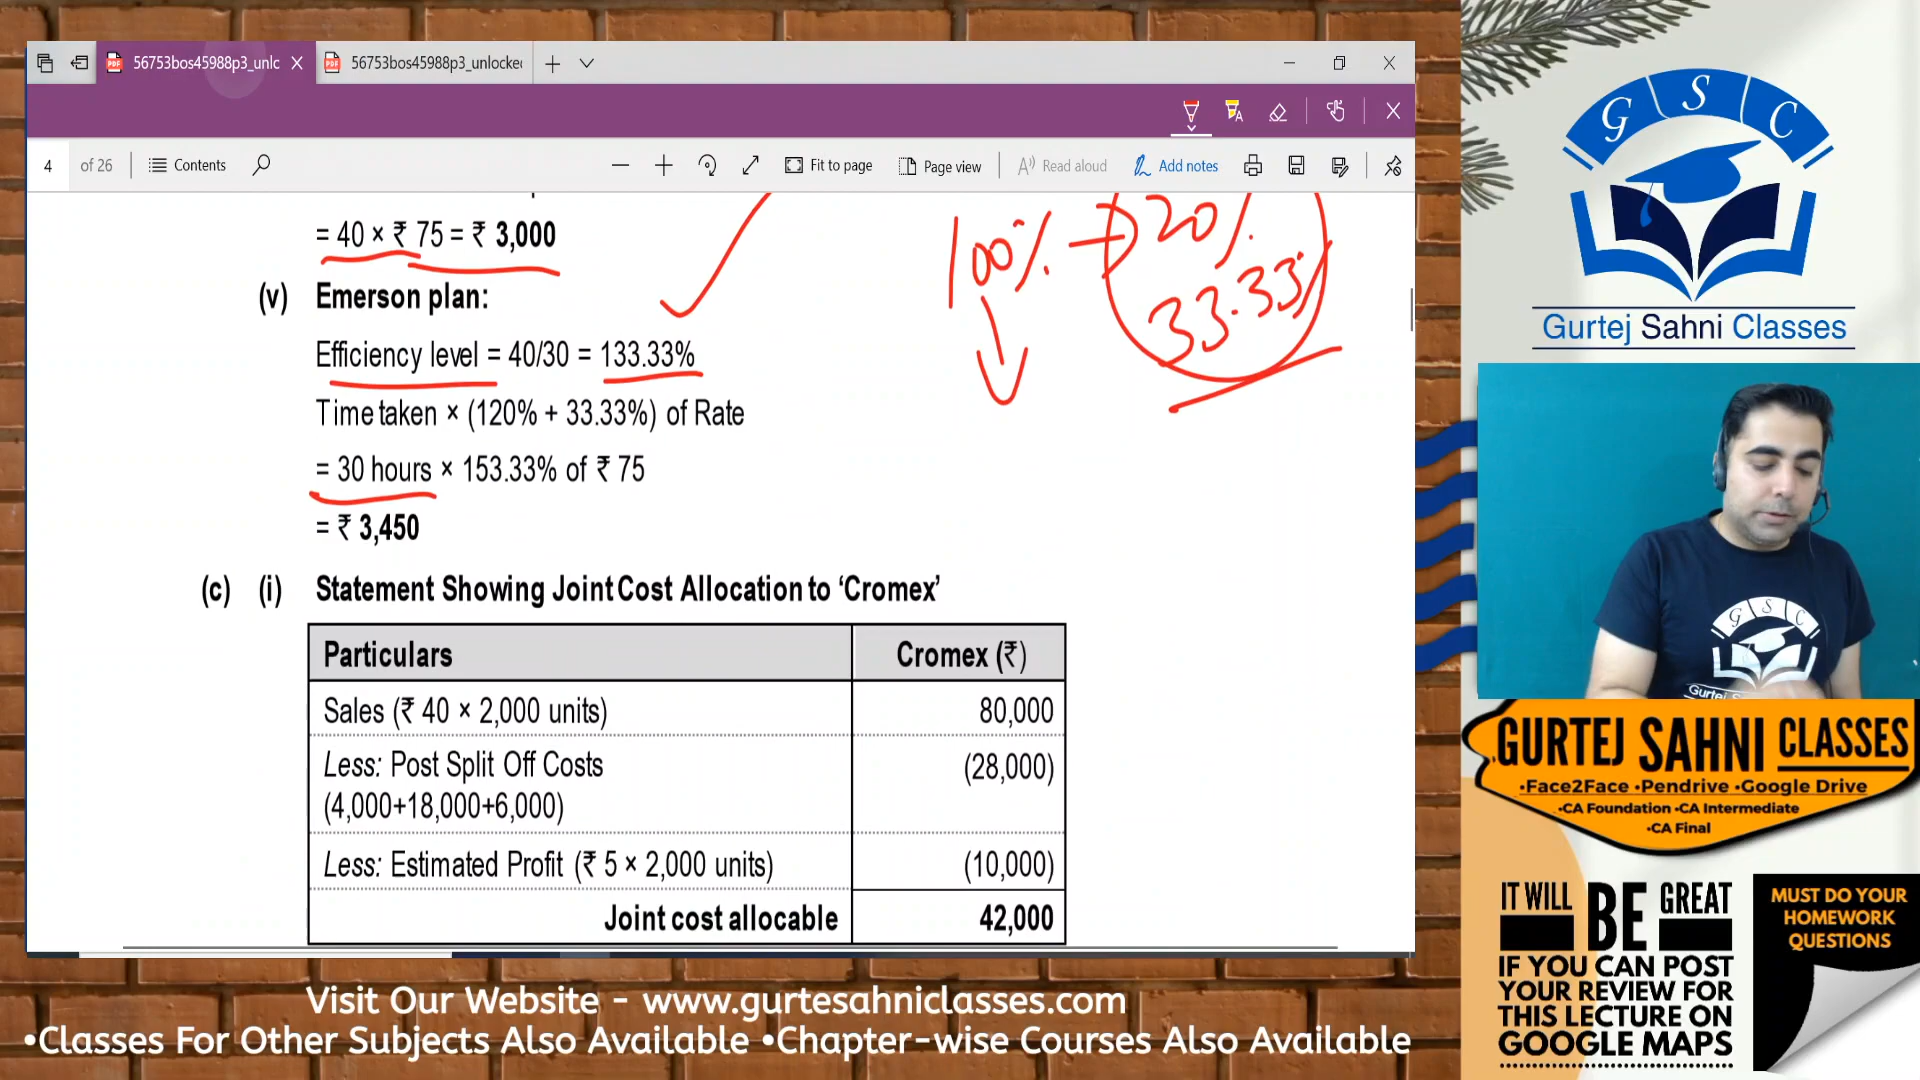 56753bos45988p3_unlc
56753bos45988p3_unlocked
4 of 26
Contents
Fit to page
Page view
Read aloud
Add notes
= 40 × ₹ 75 = ₹ 3,000
100% → 20%
33.33%
(v) Emerson plan:
Efficiency level = 40/30 = 133.33%
Time taken × (120% + 33.33%) of Rate
= 30 hours × 153.33% of ₹ 75
= ₹ 3,450
(c) (i) Statement Showing Joint Cost Allocation to ‘Cromex’
Particulars Cromex (₹)
Sales (₹ 40 × 2,000 units) 80,000
Less: Post Split Off Costs (28,000)
(4,000+18,000+6,000)
Less: Estimated Profit (₹ 5 × 2,000 units) (10,000)
Joint cost allocable 42,000
GSC
Gurtej Sahni Classes
GSC
GURTEJ SAHNI CLASSES
•Face2Face •Pendrive •Google Drive
•CA Foundation •CA Intermediate
•CA Final
IT WILL BE GREAT
IF YOU CAN POST
YOUR REVIEW FOR
THIS LECTURE ON
GOOGLE MAPS
MUST DO YOUR
HOMEWORK
QUESTIONS
Visit Our Website - www.gurtesahniclasses.com
•Classes For Other Subjects Also Available •Chapter-wise Courses Also Available